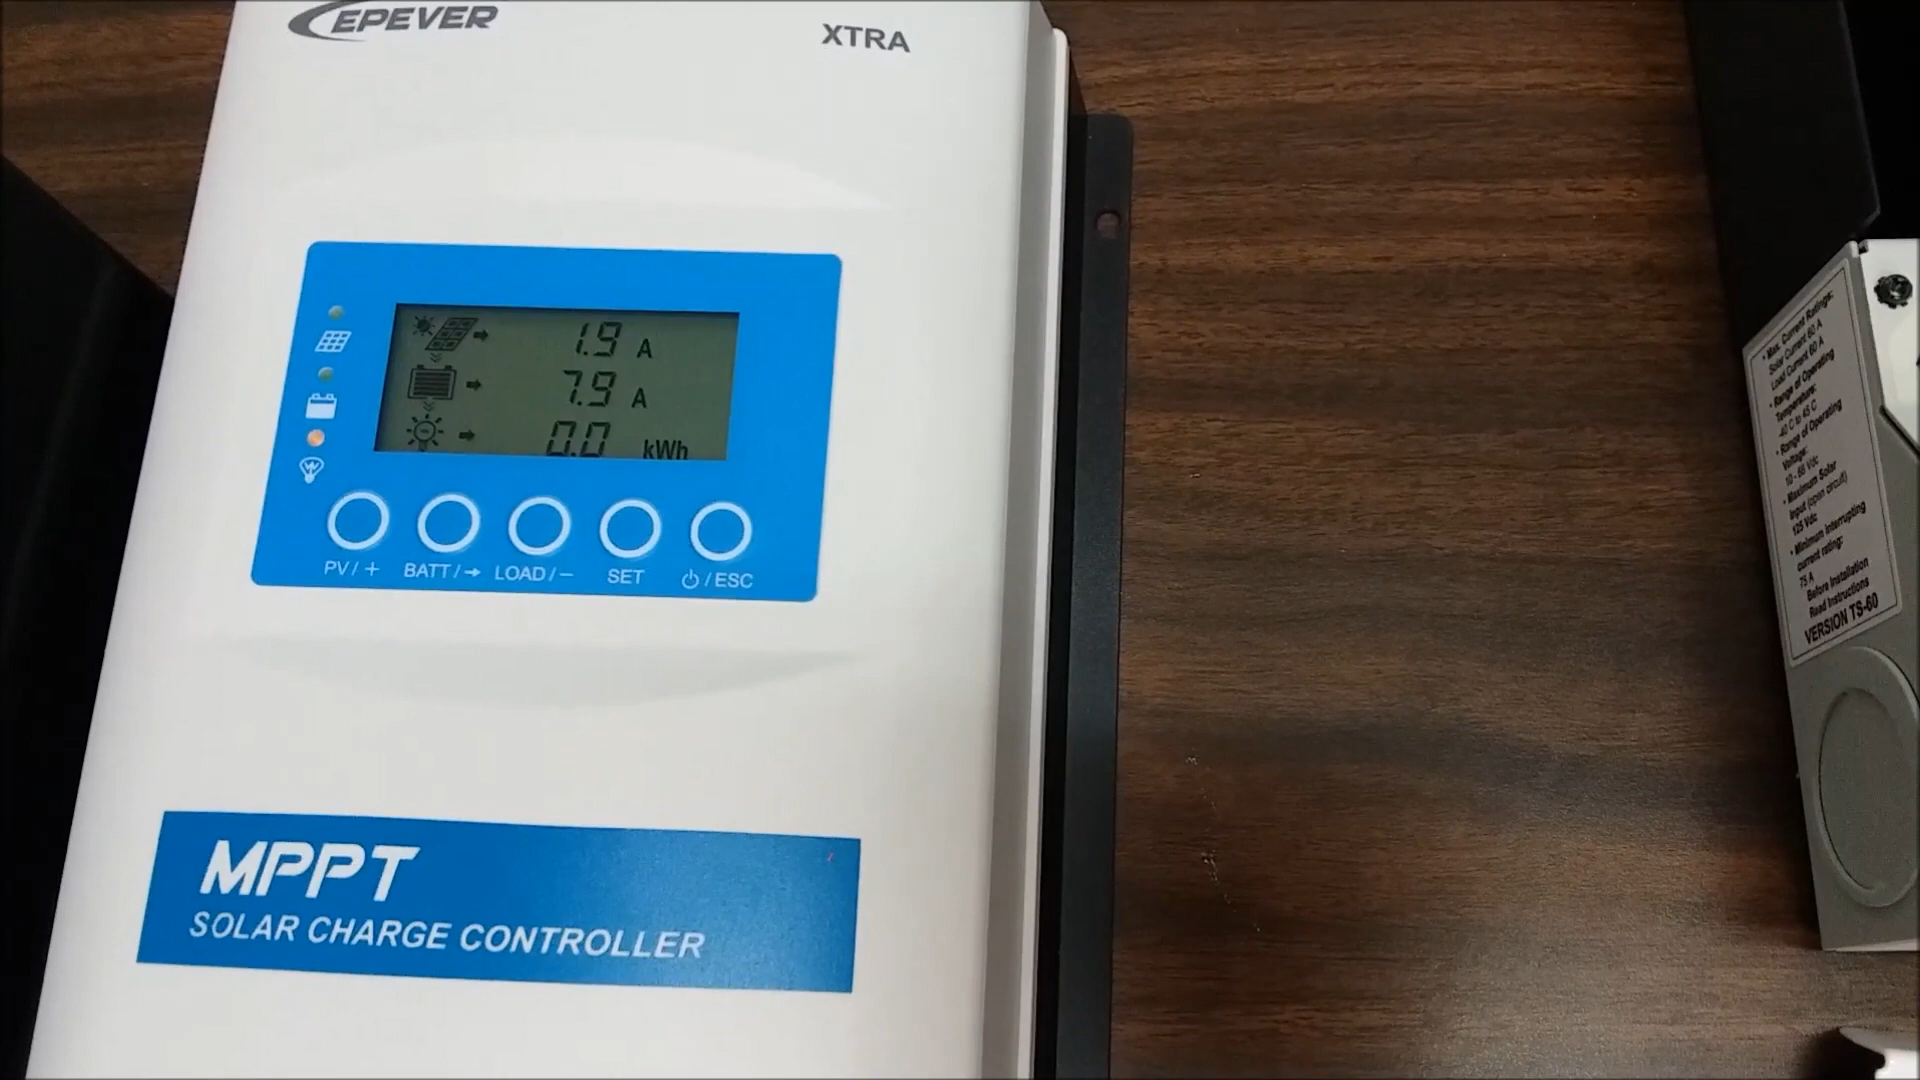 EPEVER
XTRA
1.9 A
7.9 A
0.0 kWh
PV/+ BATT/→ LOAD/− SET ⏻/ESC
MPPT
SOLAR CHARGE CONTROLLER
• Max. Current Ratings:
Solar Current 60 A
Load Current 60 A
• Range of Operating
Temperature:
-40 C to 45 C
• Range of Operating
Voltage:
10 - 68 Vdc
• Maximum Solar
Input (open circuit)
125 Vdc
• Minimum Interrupting
current rating:
75 A
Before Installation
Read Instructions
VERSION TS-60